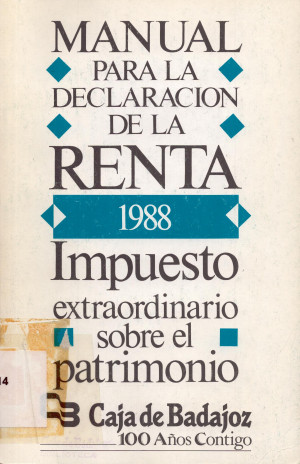 MANUAL
PARA LA
DECLARACION
DE LA
RENTA
1988
Impuesto
extraordinario
sobre el
patrimonio
Caja de Badajoz
100 Años Contigo
14